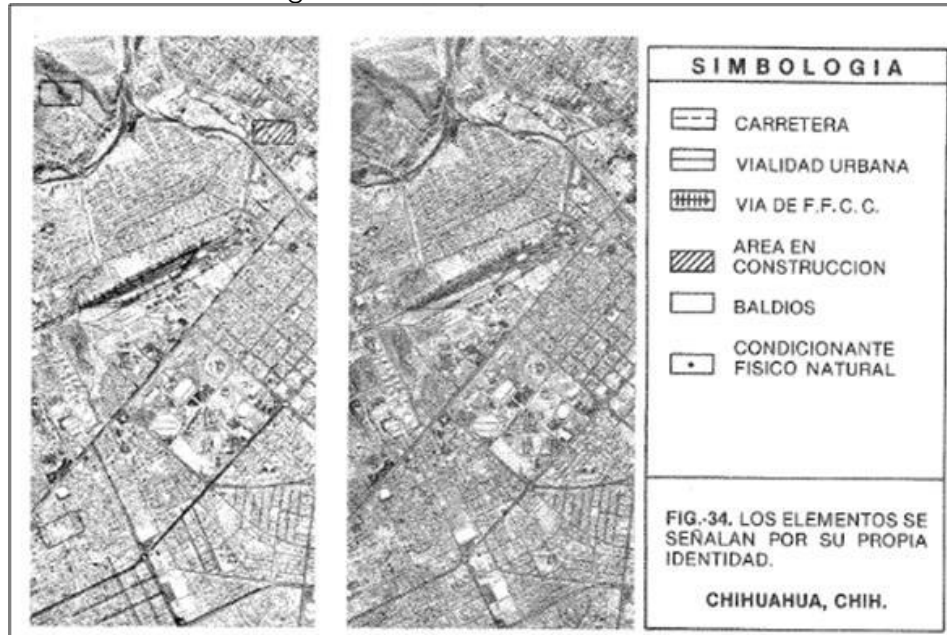 SIMBOLOGIA
CARRETERA
VIALIDAD URBANA
VIA DE F.F.C.C.
AREA EN
CONSTRUCCION
BALDIOS
CONDICIONANTE
FISICO NATURAL
FIG.-34. LOS ELEMENTOS SE
SEÑALAN POR SU PROPIA
IDENTIDAD.
CHIHUAHUA, CHIH.